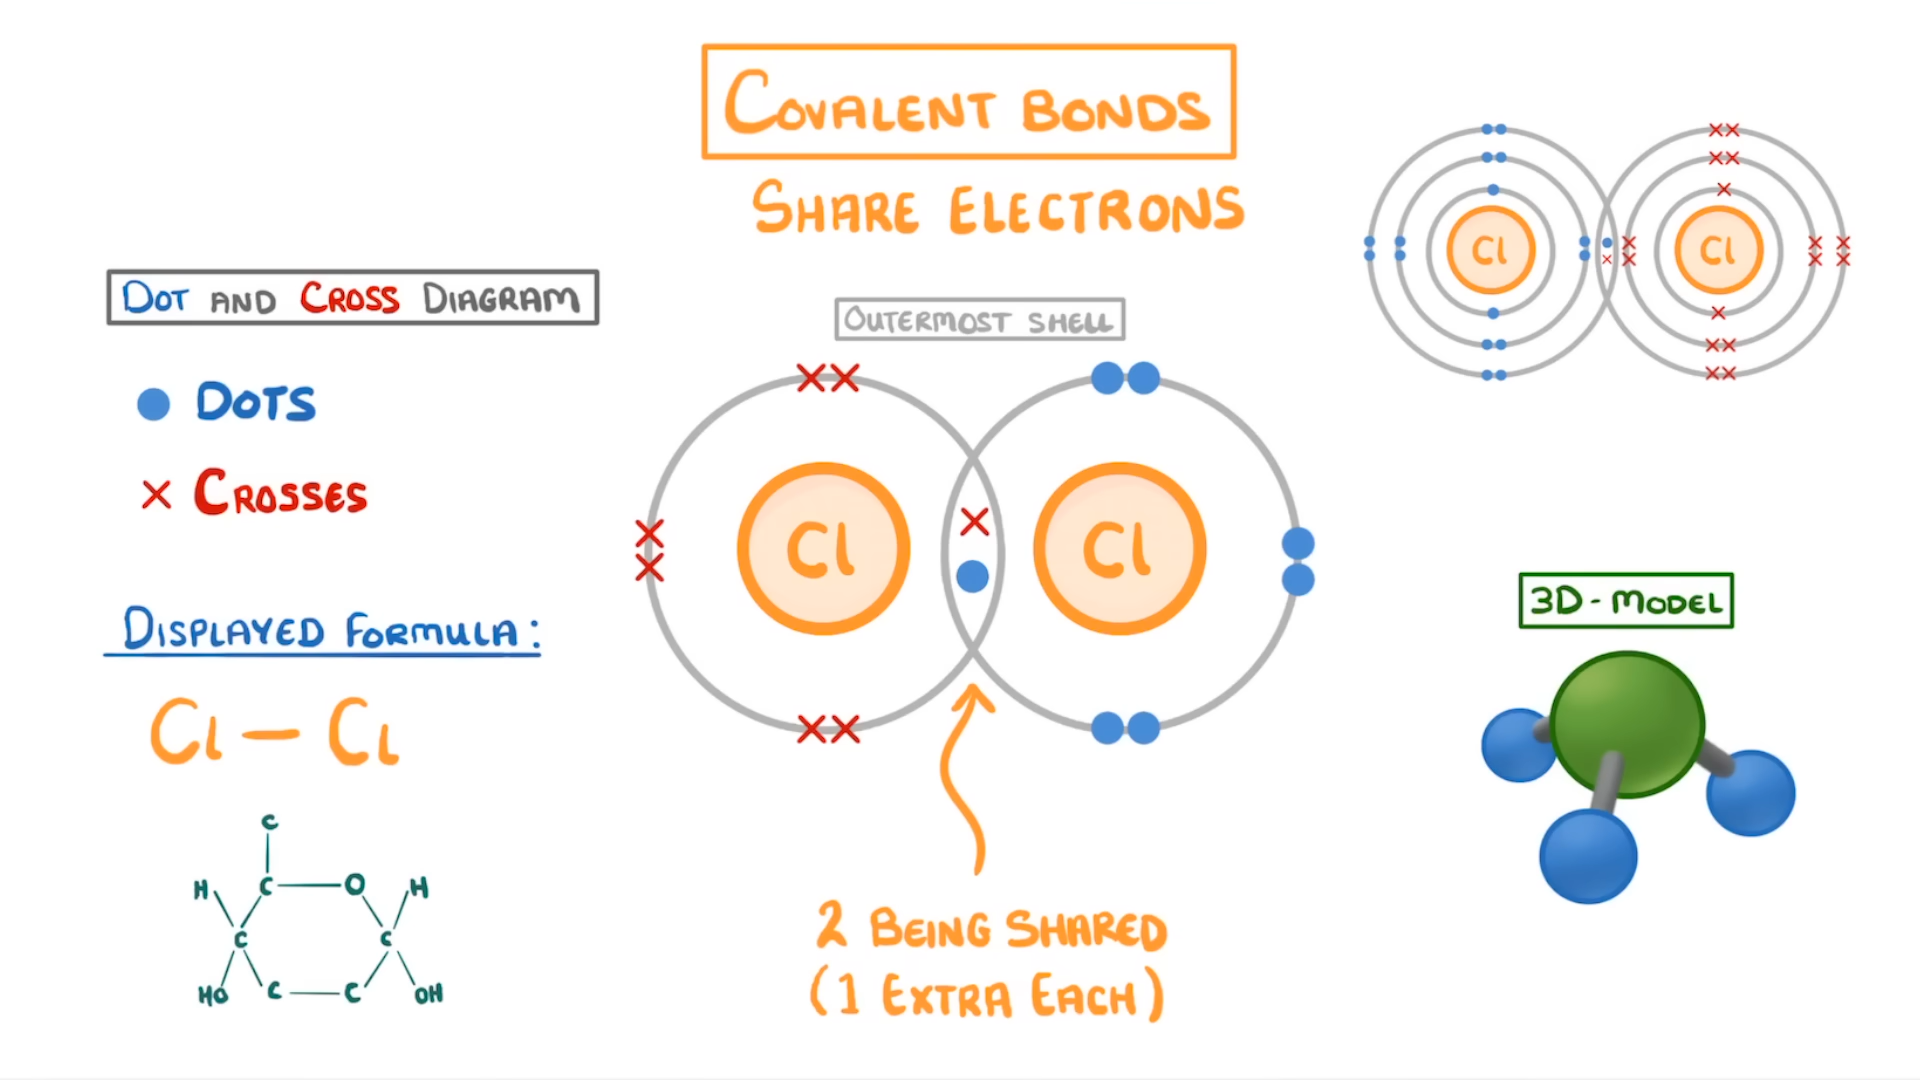 COVALENT BONDS
SHARE ELECTRONS
DOT AND CROSS DIAGRAM
DOTS
CROSSES
OUTERMOST SHELL
Cl Cl
Cl Cl
DISPLAYED FORMULA:
Cl — Cl
3D-MODEL
2 BEING SHARED
(1 EXTRA EACH)
C
H C O H
C C
HO C C OH